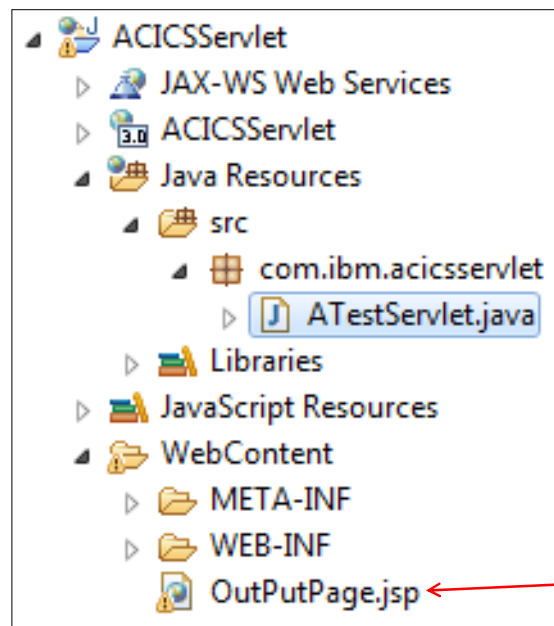 ACICSServlet
JAX-WS Web Services
3.0 ACICSServlet
Java Resources
src
com.ibm.acicsservlet
J ATestServlet.java
Libraries
JavaScript Resources
WebContent
META-INF
WEB-INF
OutPutPage.jsp